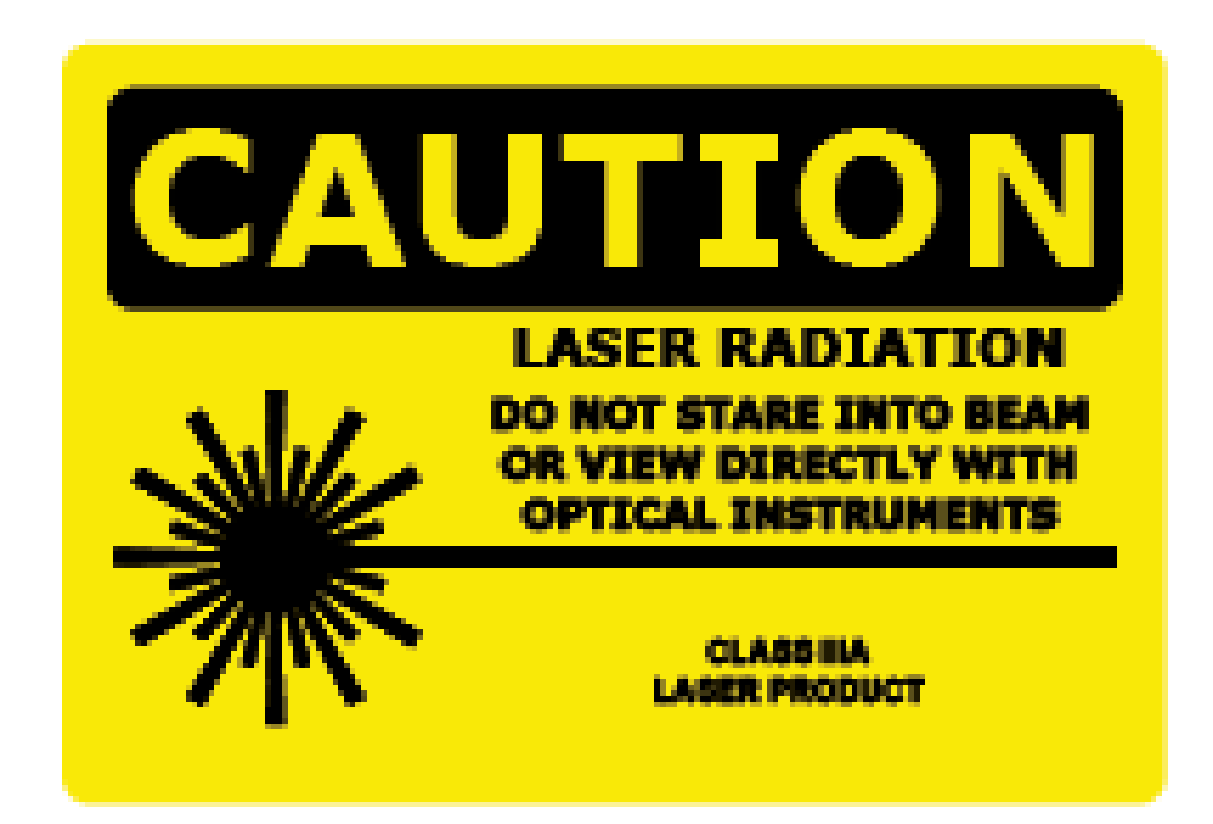 CAUTION
LASER RADIATION
DO NOT STARE INTO BEAM
OR VIEW DIRECTLY WITH
OPTICAL INSTRUMENTS
CLASS IIIA
LASER PRODUCT